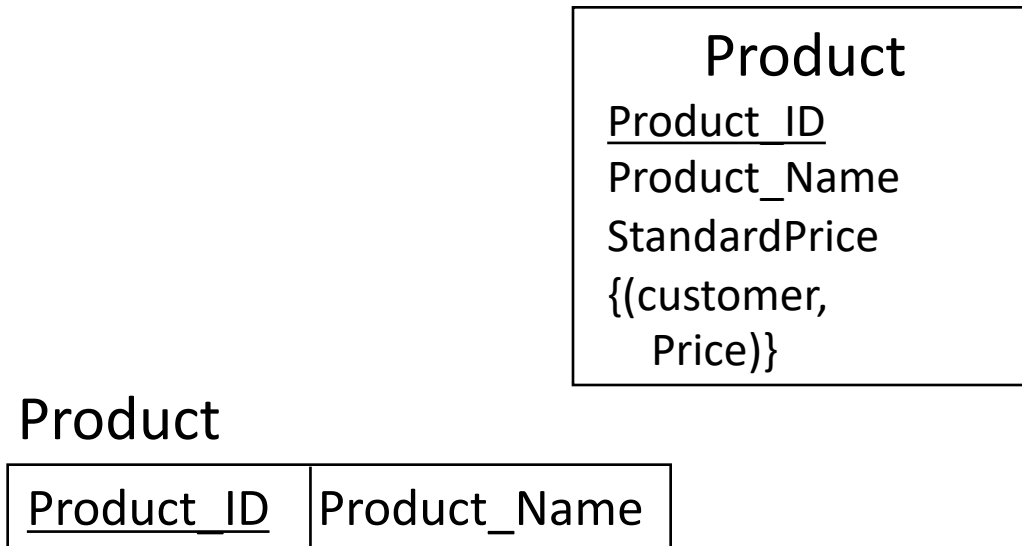 Product
Product_ID
Product_Name
StandardPrice
{(customer,
Price)}
Product
Product_ID Product_Name